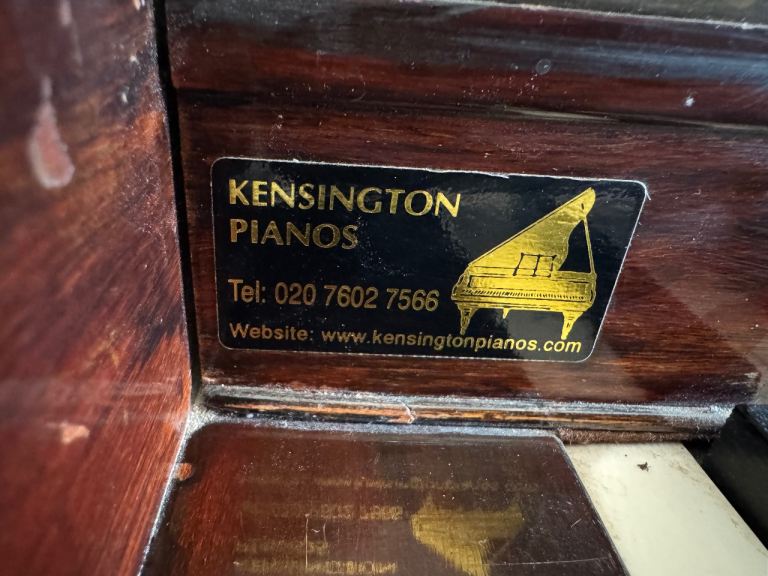 KENSINGTON
PIANOS
Tel: 020 7602 7566
Website: www.kensingtonpianos.com